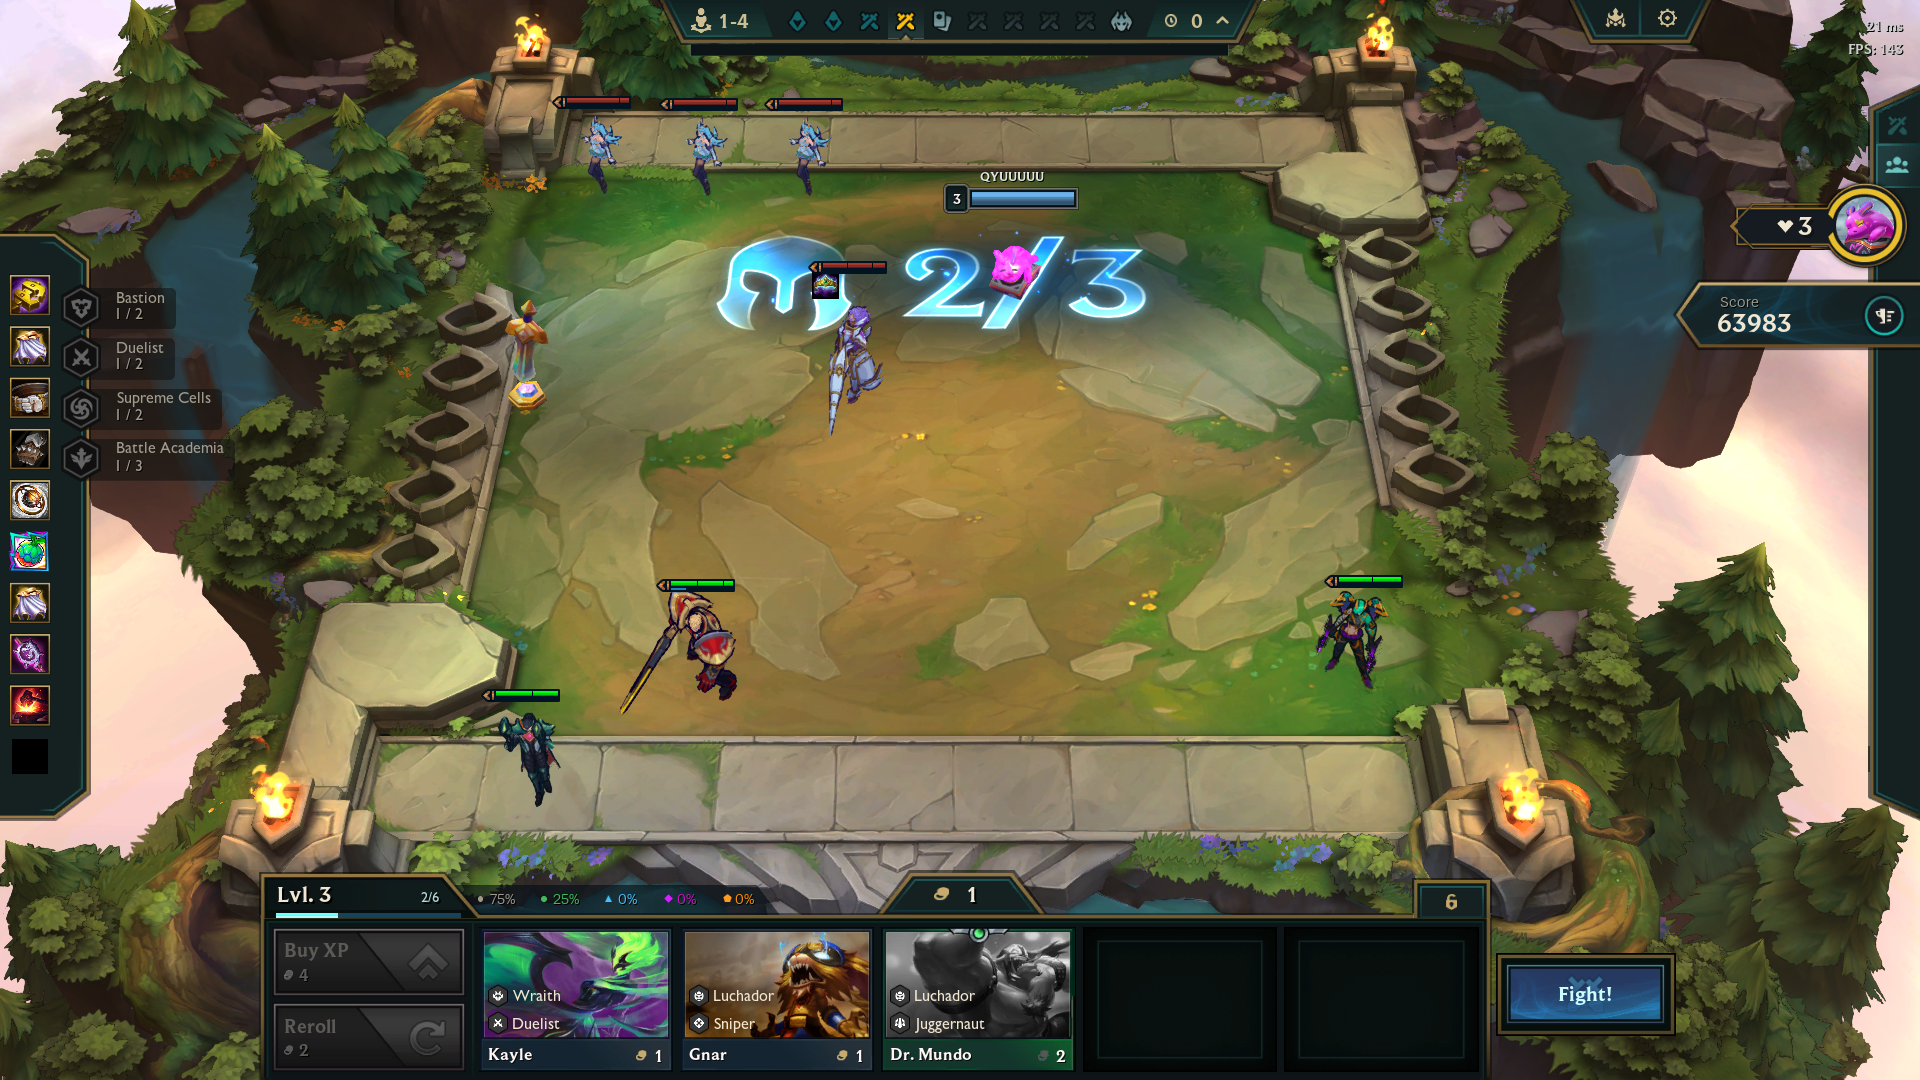 1-4
0
21 ms
FPS: 143
QYUUUUU
3
2/3
3
Score
63983
Bastion
1 / 2
Duelist
1 / 2
Supreme Cells
1 / 2
Battle Academia
1 / 3
Lvl. 3
2/6
75%
25%
0%
0%
0%
1
6
Buy XP
4
Reroll
2
Wraith
Duelist
Kayle
1
Luchador
Sniper
Gnar
1
Luchador
Juggernaut
Dr. Mundo
2
Fight!